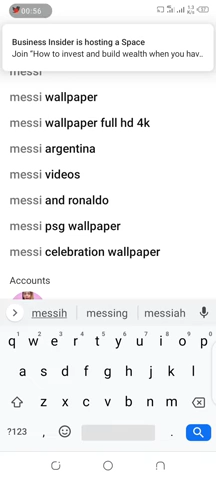 00:56
Business Insider is hosting a Space
Join "How to invest and build wealth when you hav..
messi
messi wallpaper
messi wallpaper full hd 4k
messi argentina
messi videos
messi and ronaldo
messi psg wallpaper
messi celebration wallpaper
Accounts
messih messing messiah
1 2 3 4 5 6 7 8 9 0
q w e r t y u i o p
a s d f g h j k l
z x c v b n m
?123 , .